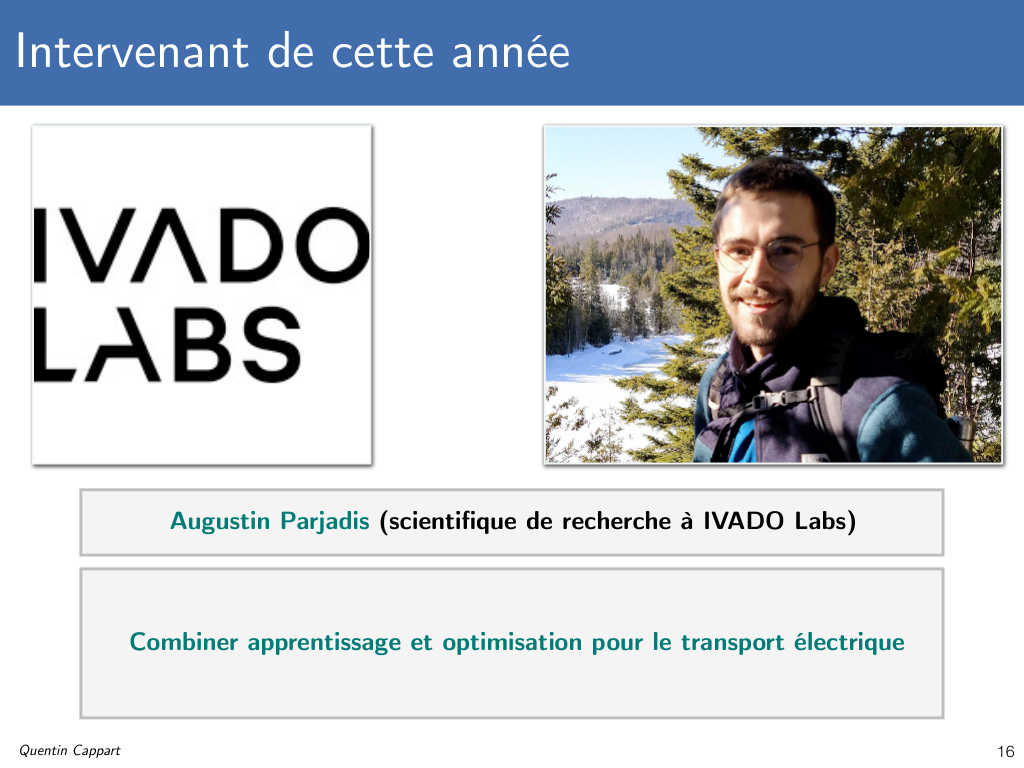 Intervenant de cette année
IVADO
LABS
Augustin Parjadis (scientifique de recherche à IVADO Labs)
Combiner apprentissage et optimisation pour le transport électrique
Quentin Cappart
16